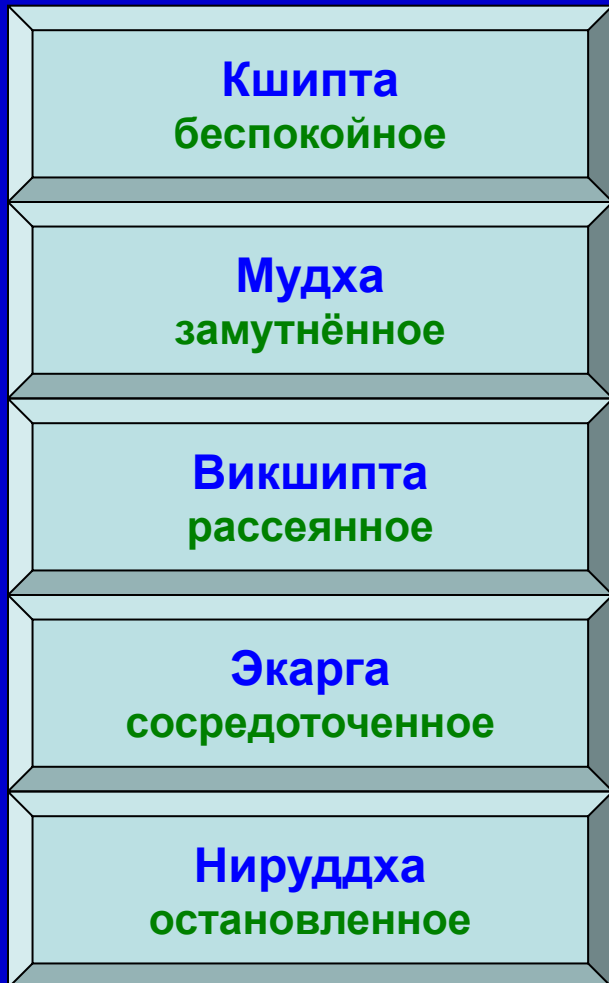 Кшипта
беспокойное
Мудха
замутнённое
Викшипта
рассеянное
Экарга
сосредоточенное
Нируддха
остановленное